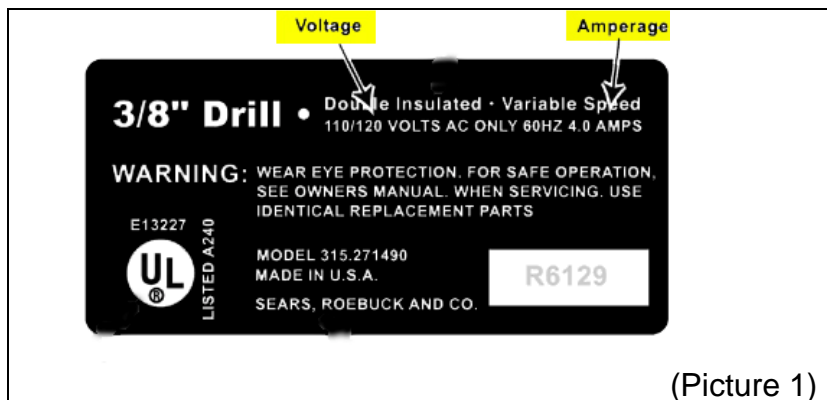 Voltage
Amperage
3/8" Drill • Double Insulated · Variable Speed
110/120 VOLTS AC ONLY 60HZ 4.0 AMPS
WARNING: WEAR EYE PROTECTION. FOR SAFE OPERATION,
SEE OWNERS MANUAL. WHEN SERVICING. USE
IDENTICAL REPLACEMENT PARTS
E13227
UL
®
LISTED A240
MODEL 315.271490
MADE IN U.S.A.
SEARS, ROEBUCK AND CO.
R6129
(Picture 1)